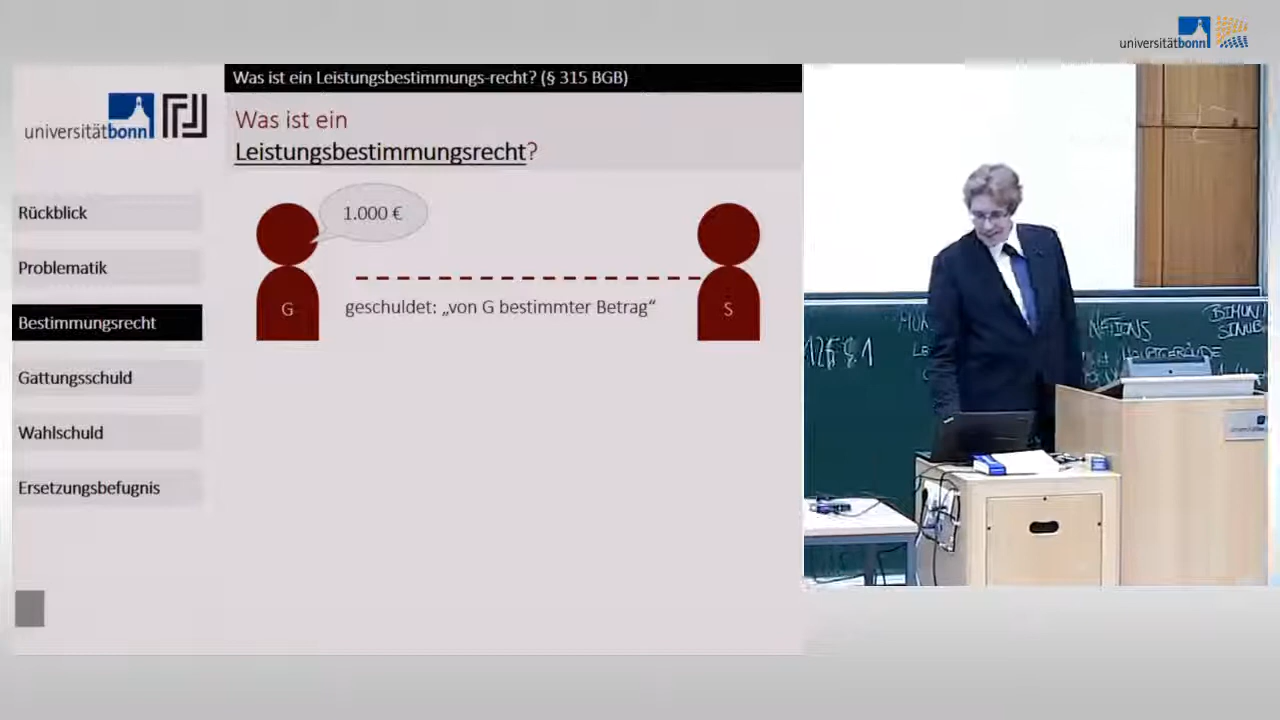 universitätbonn
Was ist ein Leistungsbestimmungs-recht? (§ 315 BGB)
universitätbonn
Was ist ein
Leistungsbestimmungsrecht?
Rückblick
Problematik
Bestimmungsrecht
Gattungsschuld
Wahlschuld
Ersetzungsbefugnis
1.000 €
G
geschuldet: „von G bestimmter Betrag“
S
HAUPTGEBÄUDE